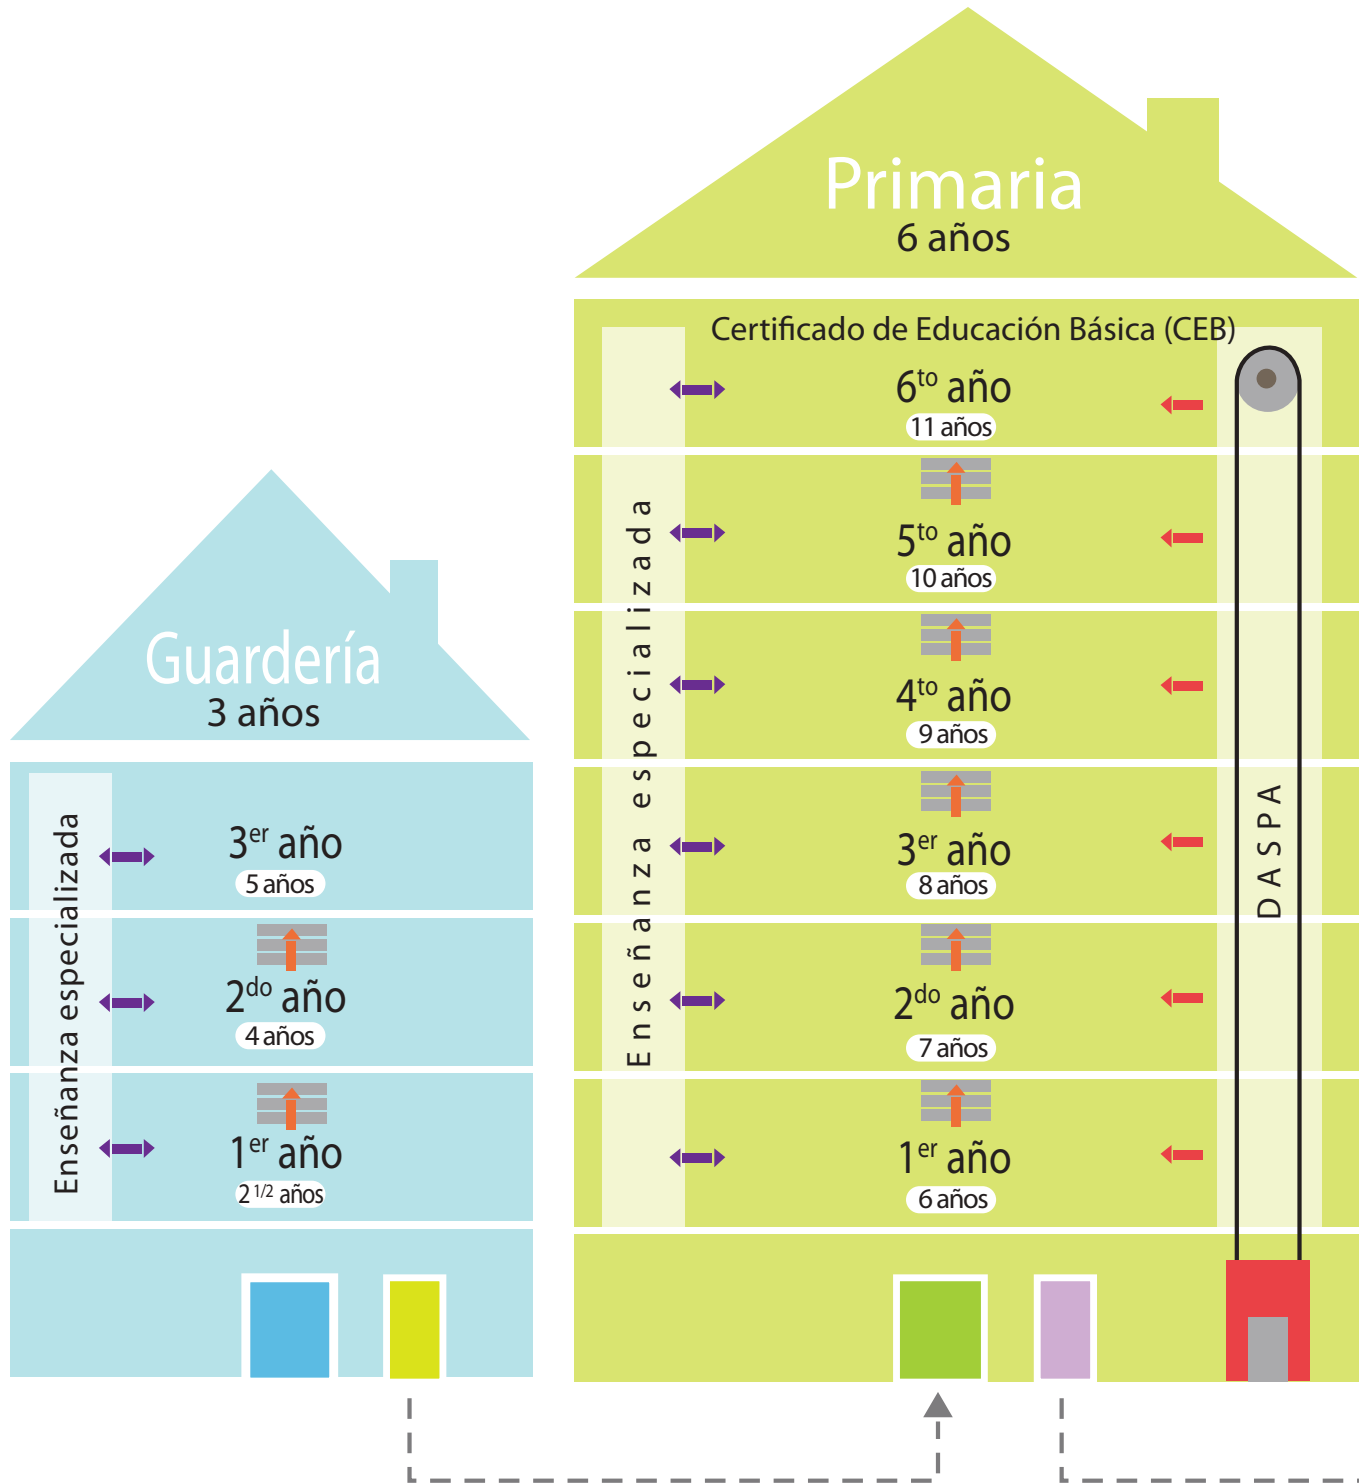 Guardería
3 años
Enseñanza especializada
3er año
5 años
2do año
4 años
1er año
2 1/2 años
Primaria
6 años
Certificado de Educación Básica (CEB)
Enseñanza especializada
6to año
11 años
5to año
10 años
4to año
9 años
3er año
8 años
2do año
7 años
1er año
6 años
DASPA